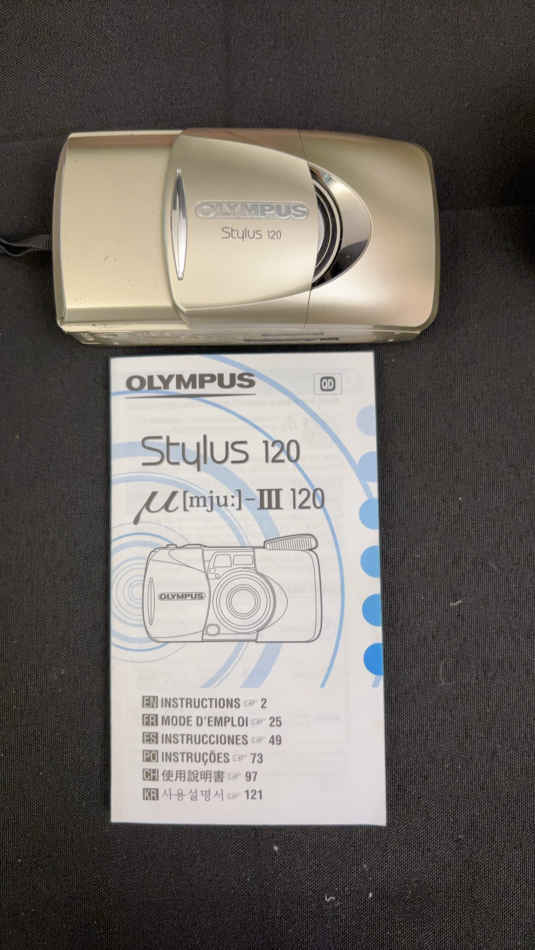 OLYMPUS
Stylus 120
OLYMPUS
QD
Stylus 120
μ[mju:]-III 120
OLYMPUS
EN INSTRUCTIONS ☞ 2
FR MODE D'EMPLOI ☞ 25
ES INSTRUCCIONES ☞ 49
PO INSTRUÇÕES ☞ 73
CH 使用說明書 ☞ 97
KR 사용설명서 ☞ 121